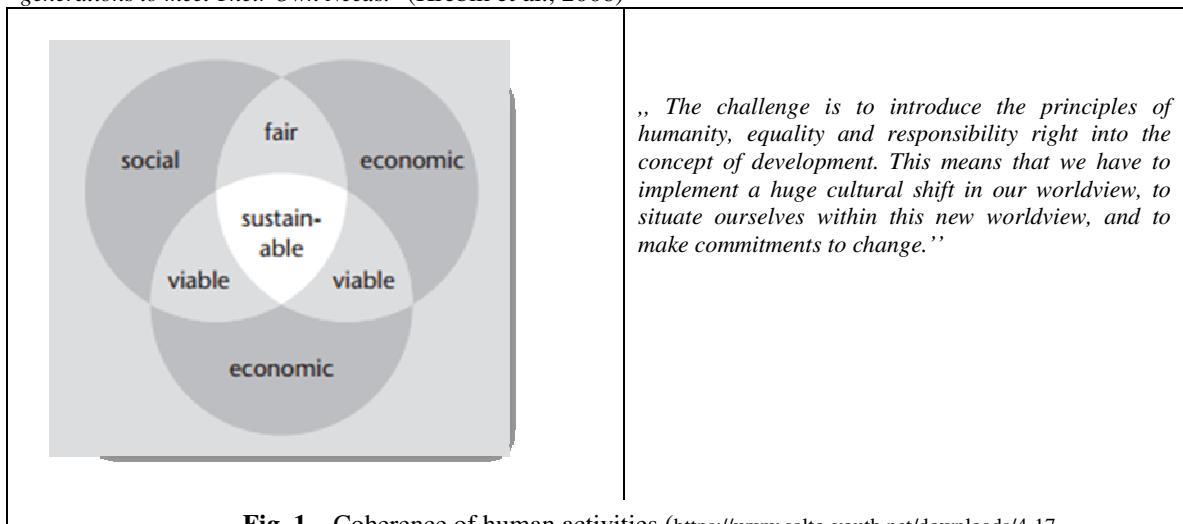 generations to meet Their Own Needs.
et al., 2008)
fair
social
economic
sustain-
able
viable
viable
economic
,, The challenge is to introduce the principles of
humanity, equality and responsibility right into the
concept of development. This means that we have to
implement a huge cultural shift in our worldview, to
situate ourselves within this new worldview, and to
make commitments to change.’’
Fig. 1. Coherence of human activities (https://www.salto-youth.net/downloads/4-17-